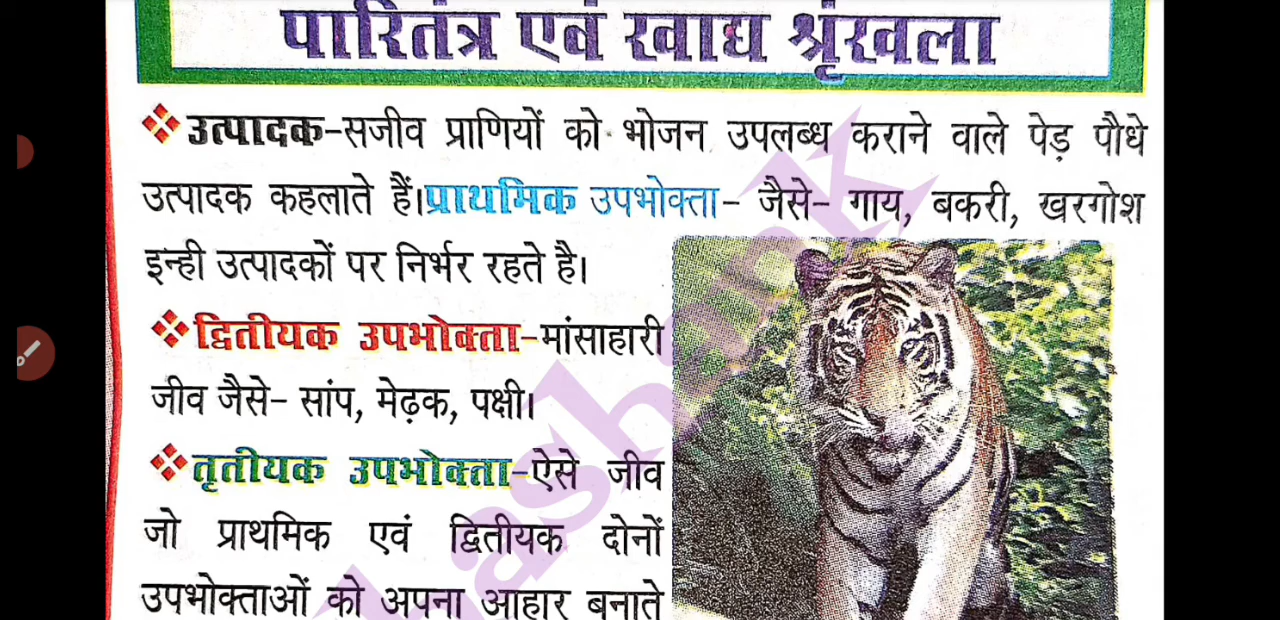 पारितंत्र एवं खाद्य श्रृंखला
❖उत्पादक-सजीव प्राणियों को भोजन उपलब्ध कराने वाले पेड़ पौधे
उत्पादक कहलाते हैं।प्राथमिक उपभोक्ता- जैसे- गाय, बकरी, खरगोश
इन्ही उत्पादकों पर निर्भर रहते है।
❖द्वितीयक उपभोक्ता-मांसाहारी
जीव जैसे- सांप, मेढ़क, पक्षी।
❖तृतीयक उपभोक्ता-ऐसे जीव
जो प्राथमिक एवं द्वितीयक दोनों
उपभोक्ताओं को अपना आहार बनाते